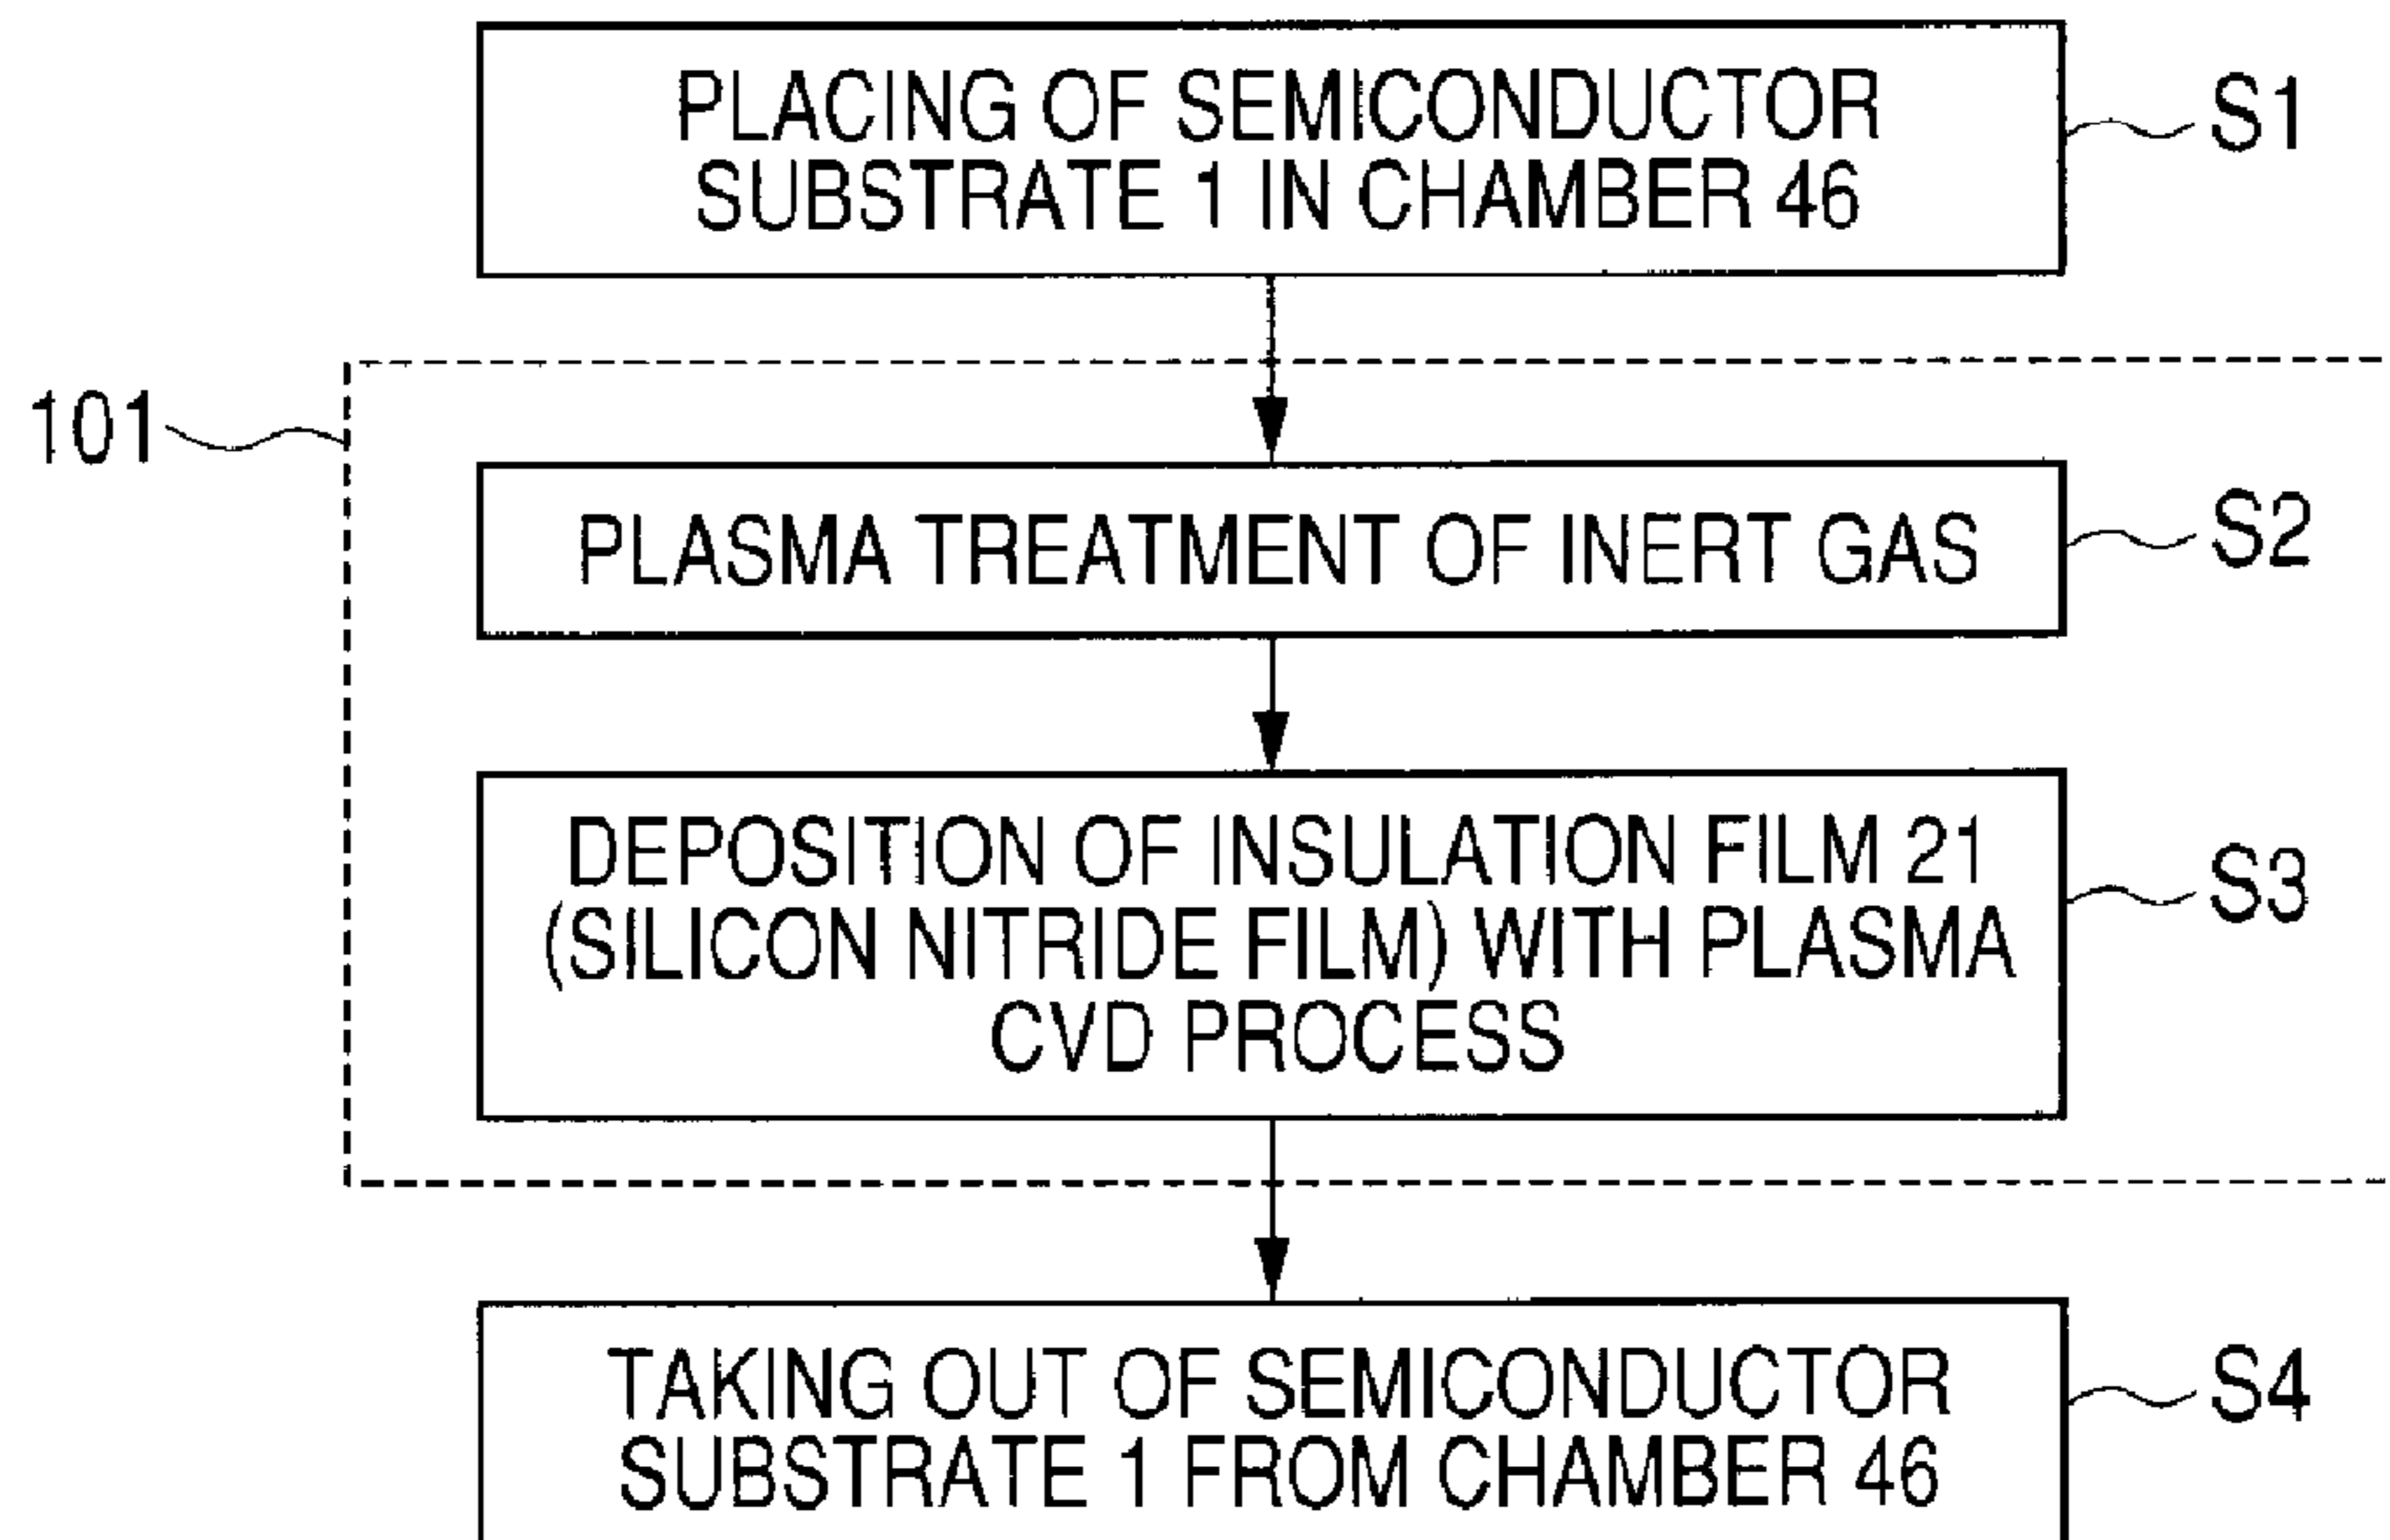 PLACING OF SEMICONDUCTOR
SUBSTRATE 1 IN CHAMBER 46
S1
101
PLASMA TREATMENT OF INERT GAS
S2
DEPOSITION OF INSULATION FILM 21
(SILICON NITRIDE FILM) WITH PLASMA
CVD PROCESS
S3
TAKING OUT OF SEMICONDUCTOR
SUBSTRATE 1 FROM CHAMBER 46
S4